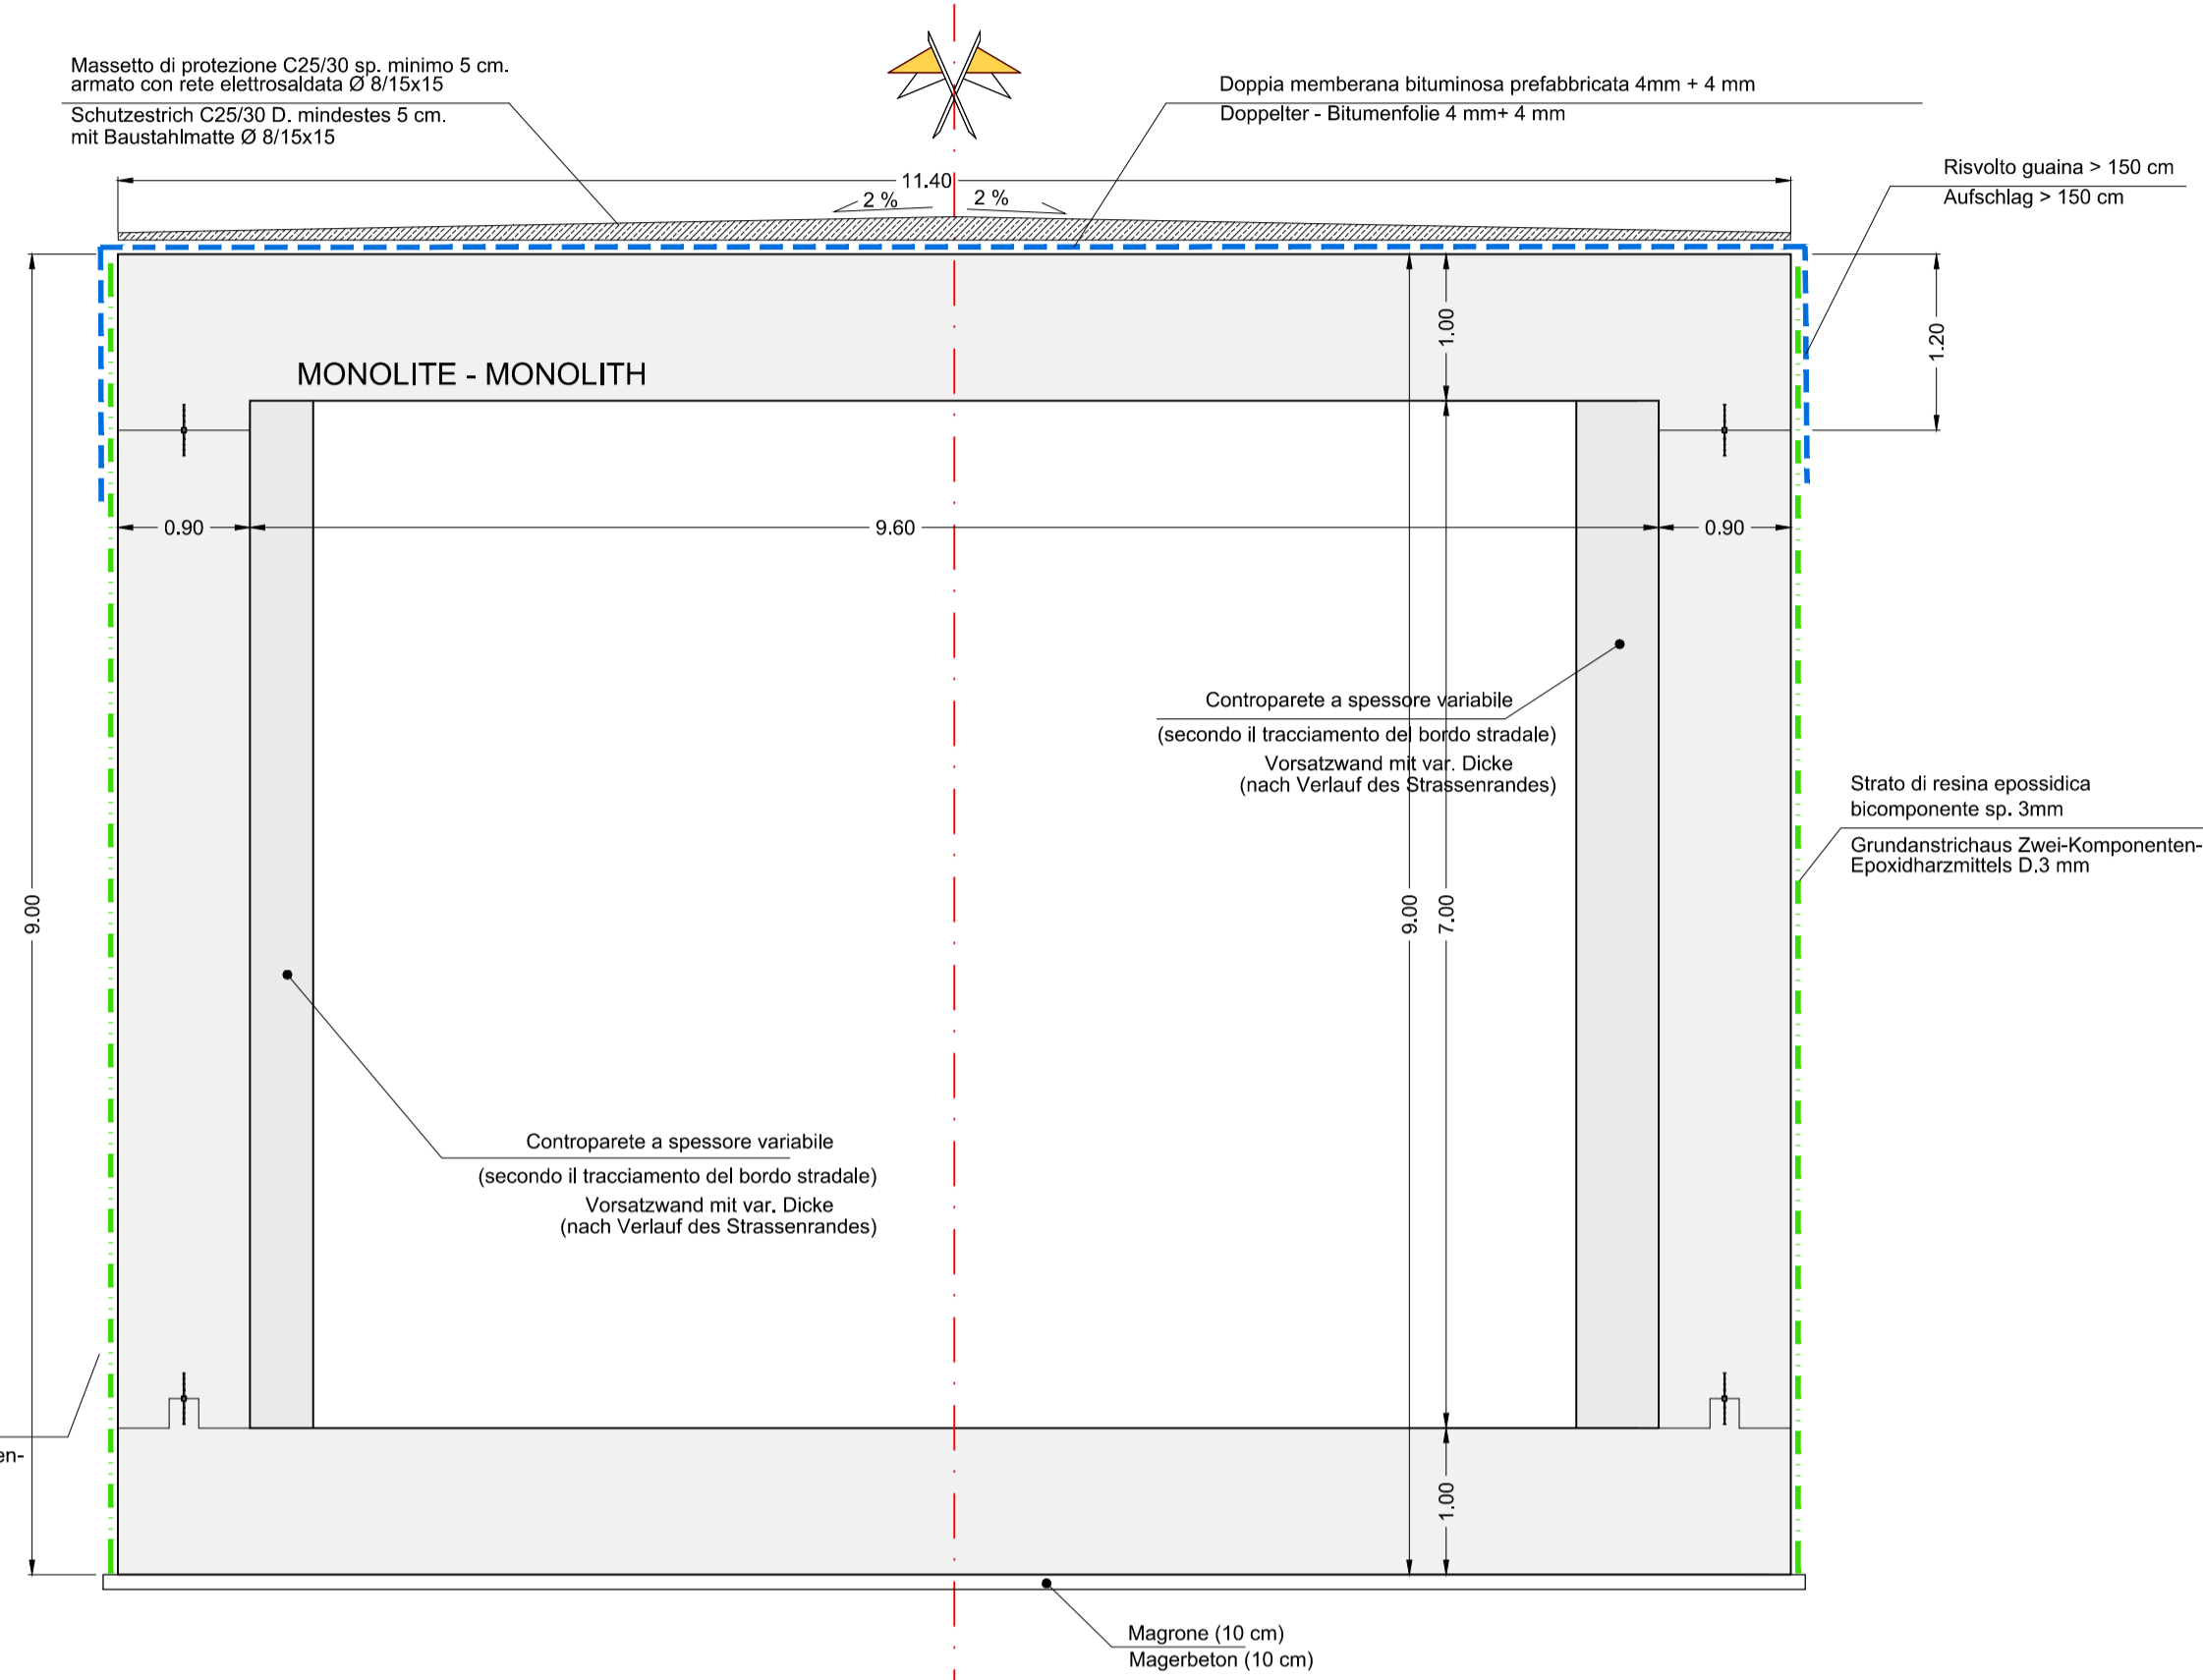 Massetto di protezione C25/30 sp. minimo 5 cm.
armato con rete elettrosaldata Ø 8/15x15
Schutzestrich C25/30 D. mindestes 5 cm.
mit Baustahlmatte Ø 8/15x15
Doppia memberana bituminosa prefabbricata 4mm + 4 mm
Doppelter - Bitumenfolie 4 mm+ 4 mm
Risvolto guaina > 150 cm
Aufschlag > 150 cm
11.40
2 %
2 %
1.00
1.20
MONOLITE - MONOLITH
0.90
9.60
0.90
Controparete a spessore variabile
(secondo il tracciamento del bordo stradale)
Vorsatzwand mit var. Dicke
(nach Verlauf des Strassenrandes)
Strato di resina epossidica
bicomponente sp. 3mm
Grundanstrichaus Zwei-Komponenten-
Epoxidharzmittels D.3 mm
9.00
9.00
7.00
Controparete a spessore variabile
(secondo il tracciamento del bordo stradale)
Vorsatzwand mit var. Dicke
(nach Verlauf des Strassenrandes)
en-
1.00
Magrone (10 cm)
Magerbeton (10 cm)